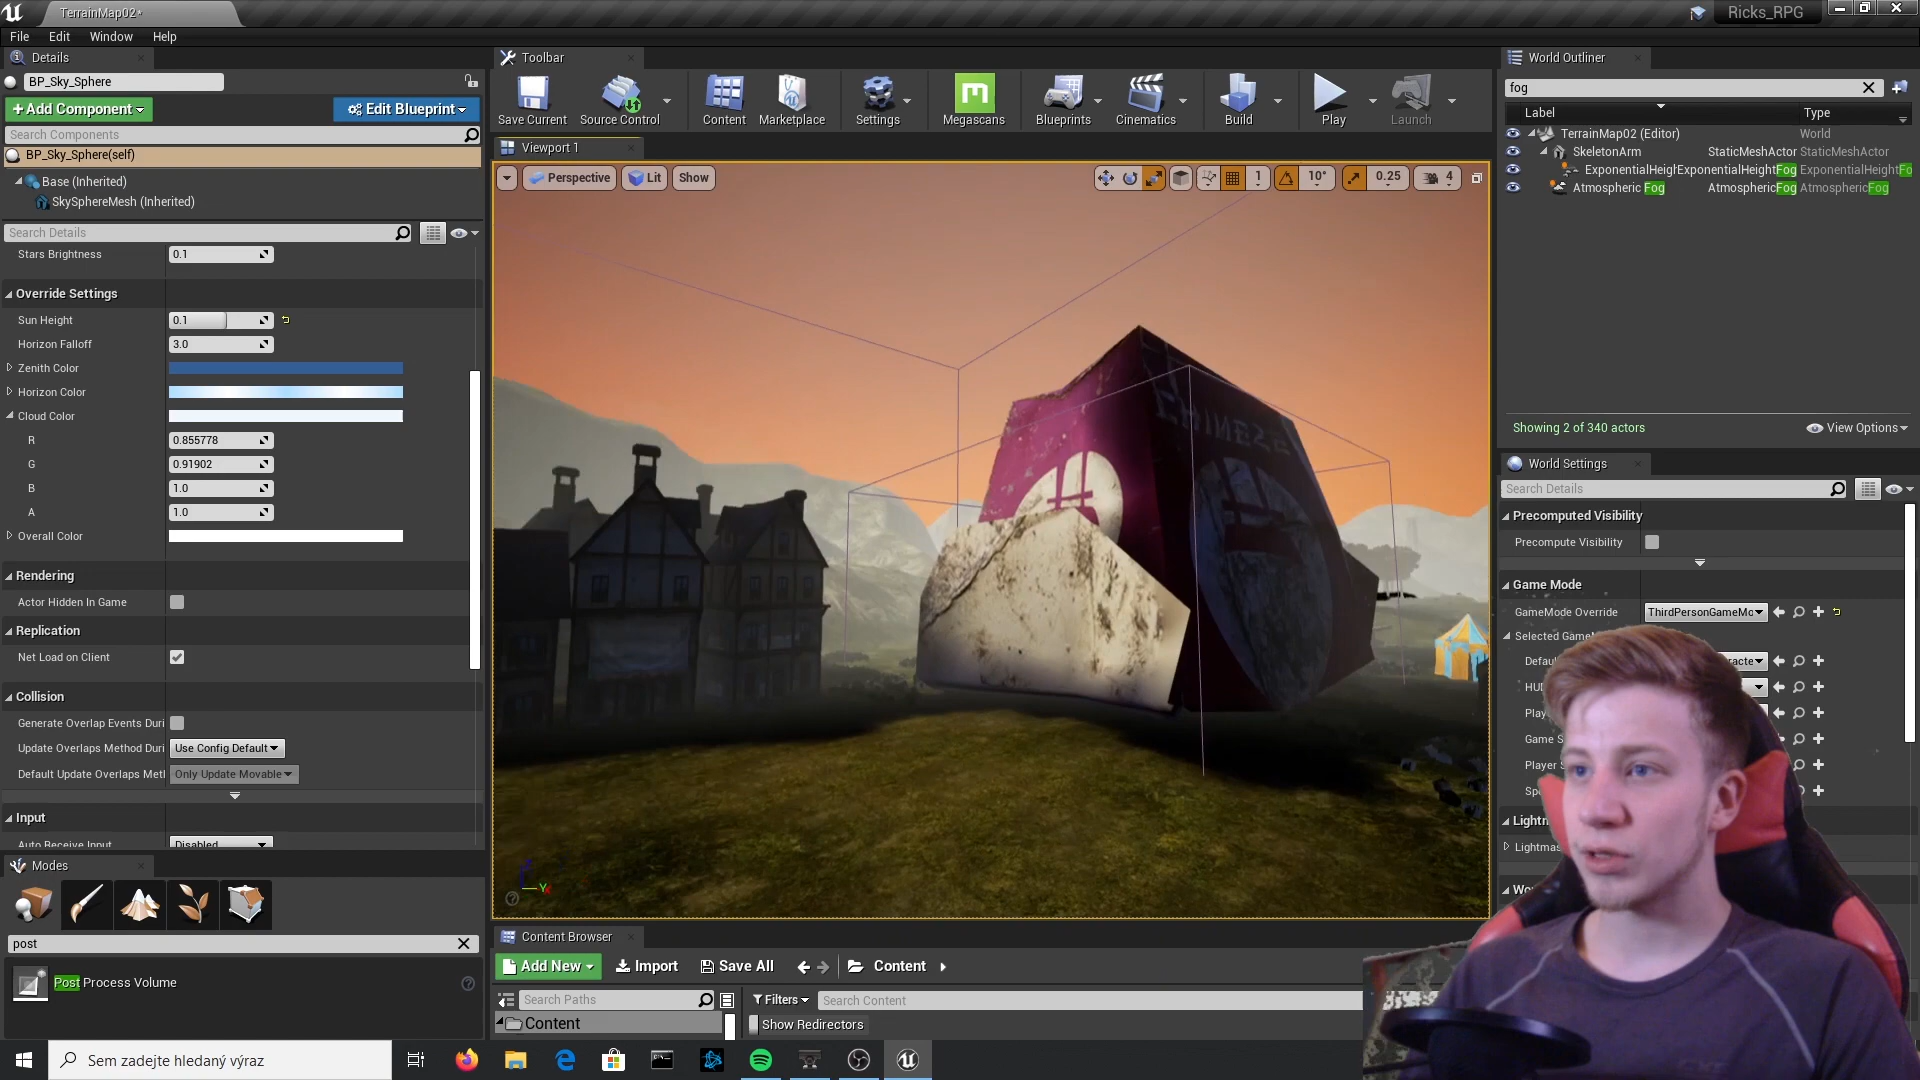 TerrainMap02*
Ricks_RPG
File
Edit
Window
Help
Details
BP_Sky_Sphere
+Add Component
Edit Blueprint
Search Components
BP_Sky_Sphere(self)
Base (Inherited)
SkySphereMesh (Inherited)
Search Details
Stars Brightness
0.1
Override Settings
Sun Height
0.1
Horizon Falloff
3.0
Zenith Color
Horizon Color
Cloud Color
R
0.855778
G
0.91902
B
1.0
A
1.0
Overall Color
Rendering
Actor Hidden In Game
Replication
Net Load on Client
Collision
Generate Overlap Events Duri
Update Overlaps Method Duri
Use Config Default
Default Update Overlaps Met
Only Update Movable
Input
Auto Receive Input
Disabled
Modes
post
Post Process Volume
Toolbar
Save Current
Source Control
Content
Marketplace
Settings
Megascans
Blueprints
Cinematics
Build
Play
Launch
Viewport 1
Perspective
Lit
Show
1
10°
0.25
4
Y
Content Browser
Add New
Import
Save All
Content
Search Paths
Filters
Search Content
Content
Show Redirectors
World Outliner
fog
Label
Type
TerrainMap02 (Editor)
World
SkeletonArm
StaticMeshActor
StaticMeshActor
ExponentialHeigh
ExponentialHeightFog
ExponentialHeightFo
Atmospheric Fog
AtmosphericFog
AtmosphericFog
Showing 2 of 340 actors
View Options
World Settings
Search Details
Precomputed Visibility
Precompute Visibility
Game Mode
GameMode Override
ThirdPersonGameMo
Selected Game
Defau
racte
HU
Play
Game S
Player S
Sp
Lightm
Lightmas
Wo
Sem zadejte hledaný výraz